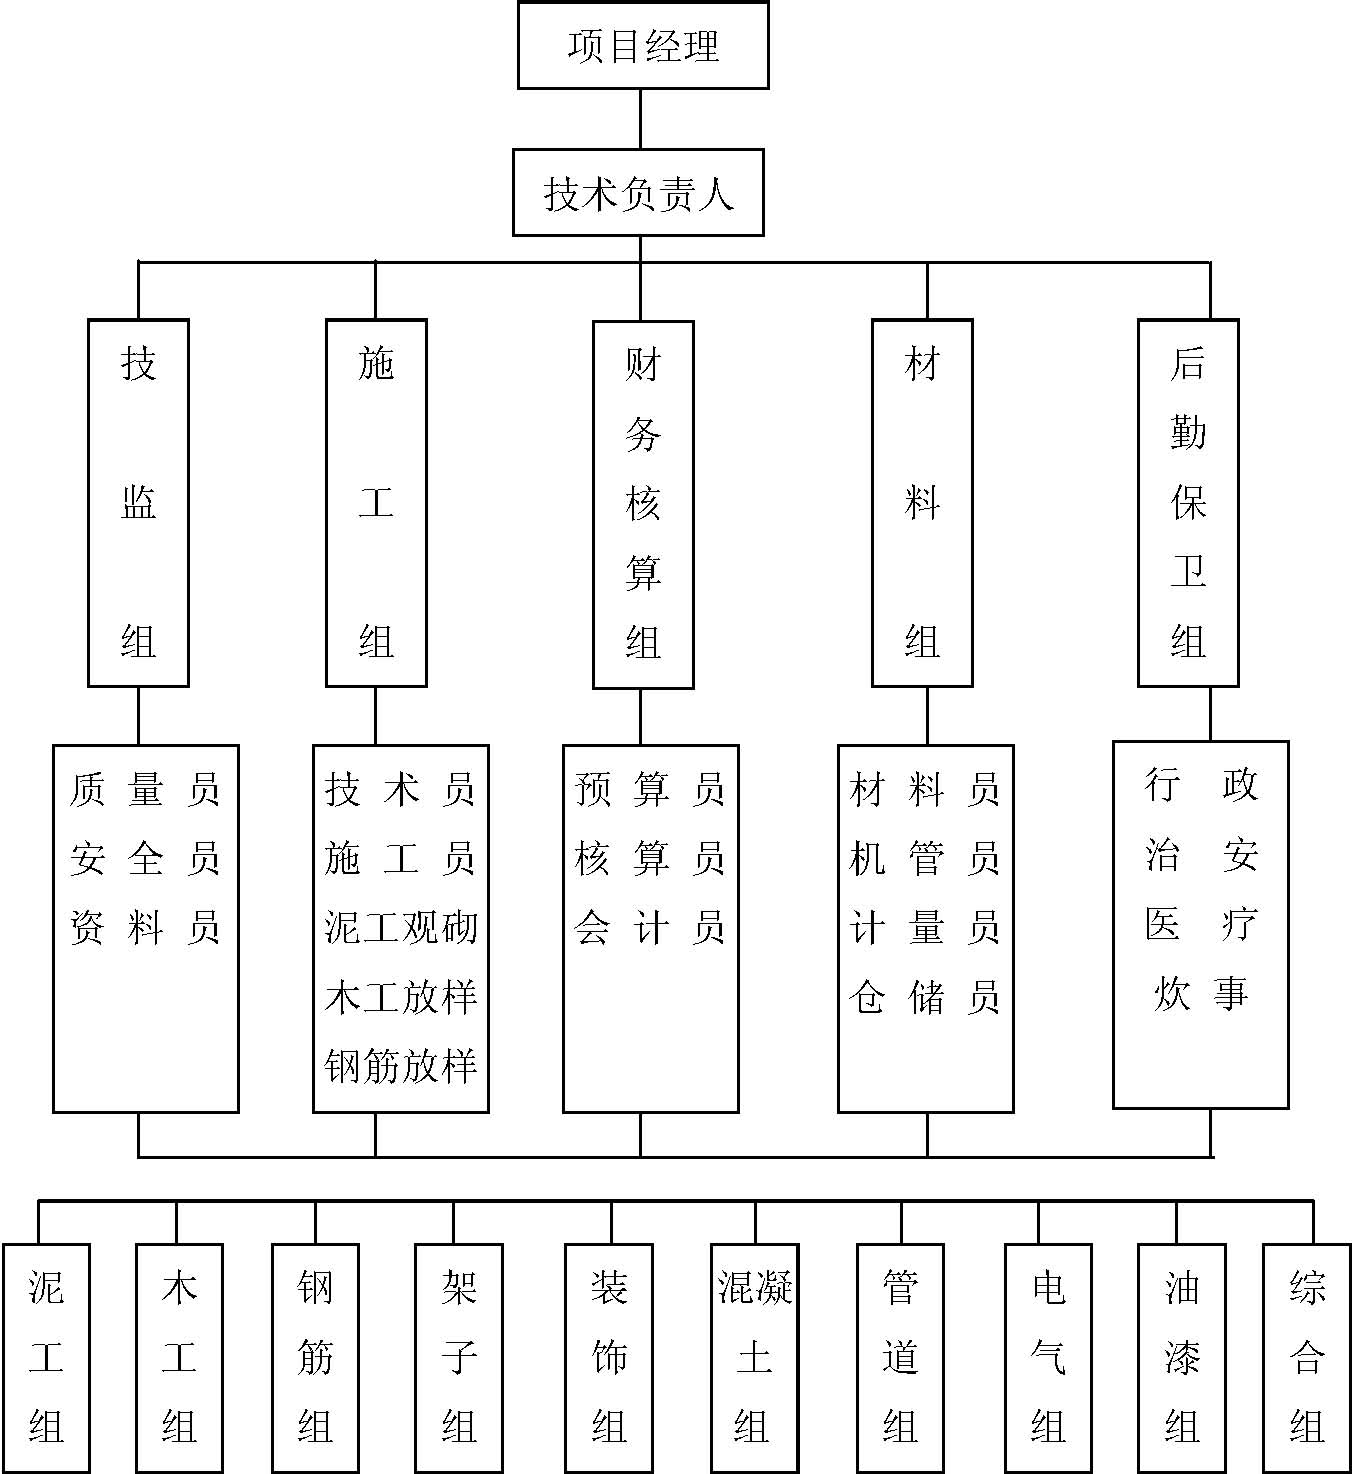 项目经理
技术负责人
技监组
施工组
财务核算组
材料组
后勤保卫组
质量员
安全员
资料员
技术员
施工员
泥工观砌
木工放样
钢筋放样
预算员
核算员
会计员
材料员
机管员
计量员
仓储员
行政
治安
医疗
炊事
泥工组
木工组
钢筋组
架子组
装饰组
混凝土组
管道组
电气组
油漆组
综合组